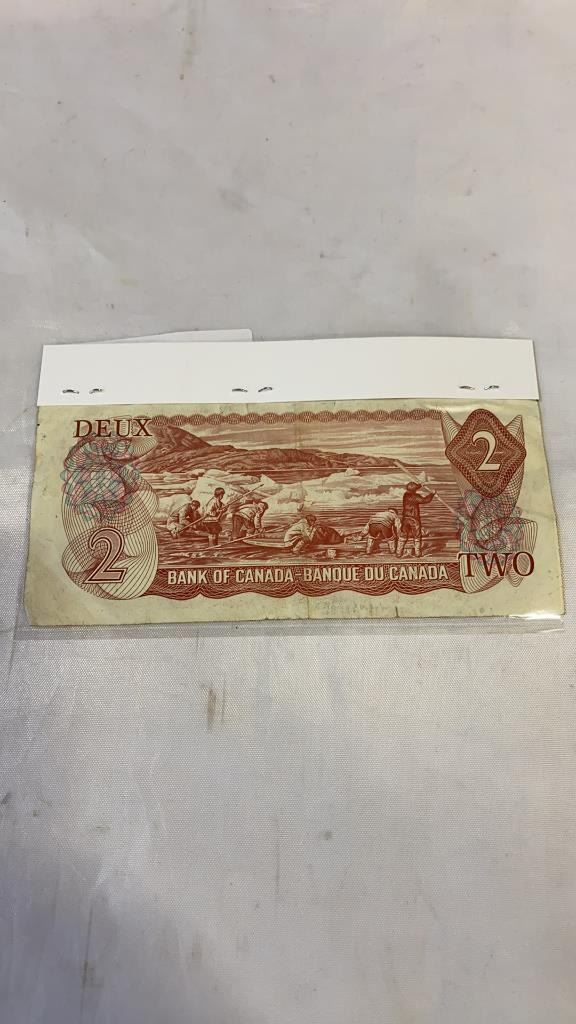 DEUX
2
2
BANK OF CANADA-BANQUE DU CANADA
TWO